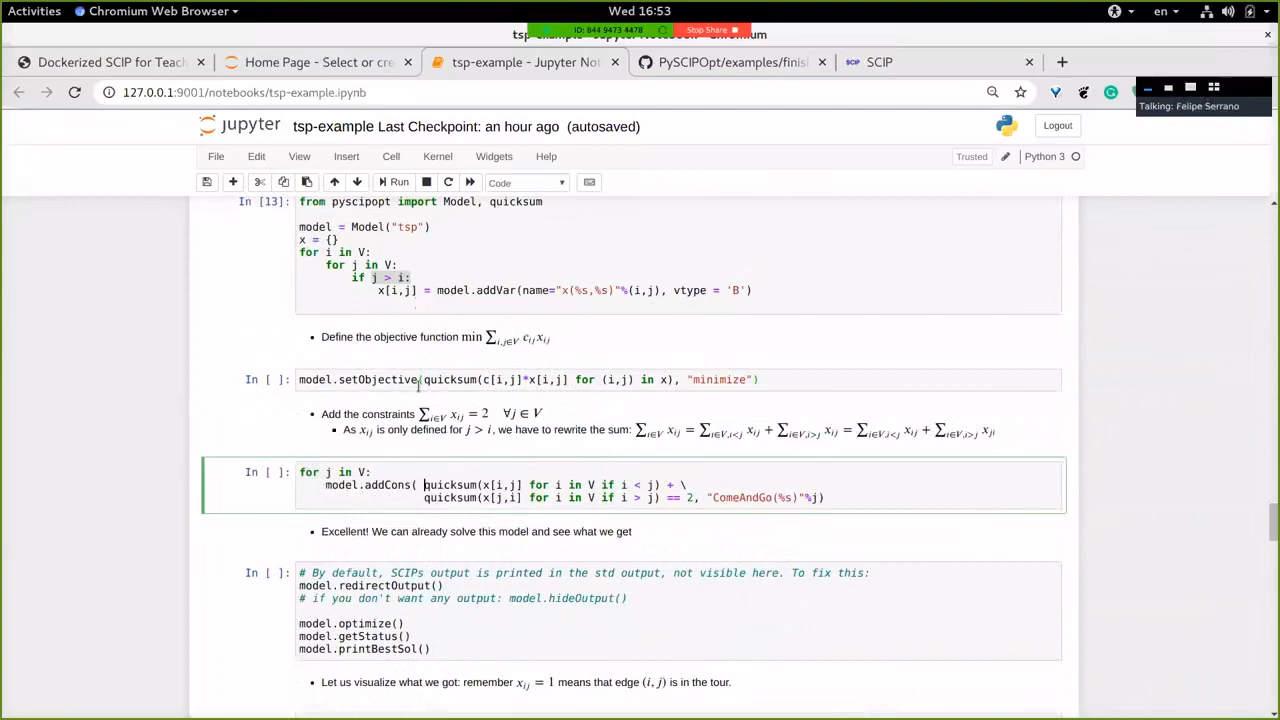 Activities
Chromium Web Browser
Wed 16:53
en
ID: 844 9473 4478
Stop Share
Dockerized SCIP for Teach
Home Page - Select or cre
tsp-example - Jupyter Not
PySCIPOpt/examples/finish
SCIP
127.0.0.1:9001/notebooks/tsp-example.ipynb
Talking: Felipe Serrano
jupyter
tsp-example Last Checkpoint: an hour ago (autosaved)
Logout
File Edit View Insert Cell Kernel Widgets Help
Trusted
Python 3
Run
Code
In [13]: from pyscipopt import Model, quicksum
model = Model("tsp")
x = {}
for i in V:
for j in V:
if j > i:
x[i,j] = model.addVar(name="x(%s,%s)"%(i,j), vtype = 'B')
• Define the objective function min ∑i,j∈V cij xij
In [ ]: model.setObjective(quicksum(c[i,j]*x[i,j] for (i,j) in x), "minimize")
• Add the constraints ∑i∈V xij = 2 ∀j ∈ V
▪ As xij is only defined for j > i, we have to rewrite the sum: ∑i∈V xij = ∑i∈V,i<j xij + ∑i∈V,i>j xij = ∑i∈V,i<j xij + ∑i∈V,i>j xji
In [ ]: for j in V:
model.addCons( quicksum(x[i,j] for i in V if i < j) + \
quicksum(x[j,i] for i in V if i > j) == 2, "ComeAndGo(%s)"%j)
• Excellent! We can already solve this model and see what we get
In [ ]: # By default, SCIPs output is printed in the std output, not visible here. To fix this:
model.redirectOutput()
# if you don't want any output: model.hideOutput()
model.optimize()
model.getStatus()
model.printBestSol()
• Let us visualize what we got: remember xij = 1 means that edge (i, j) is in the tour.